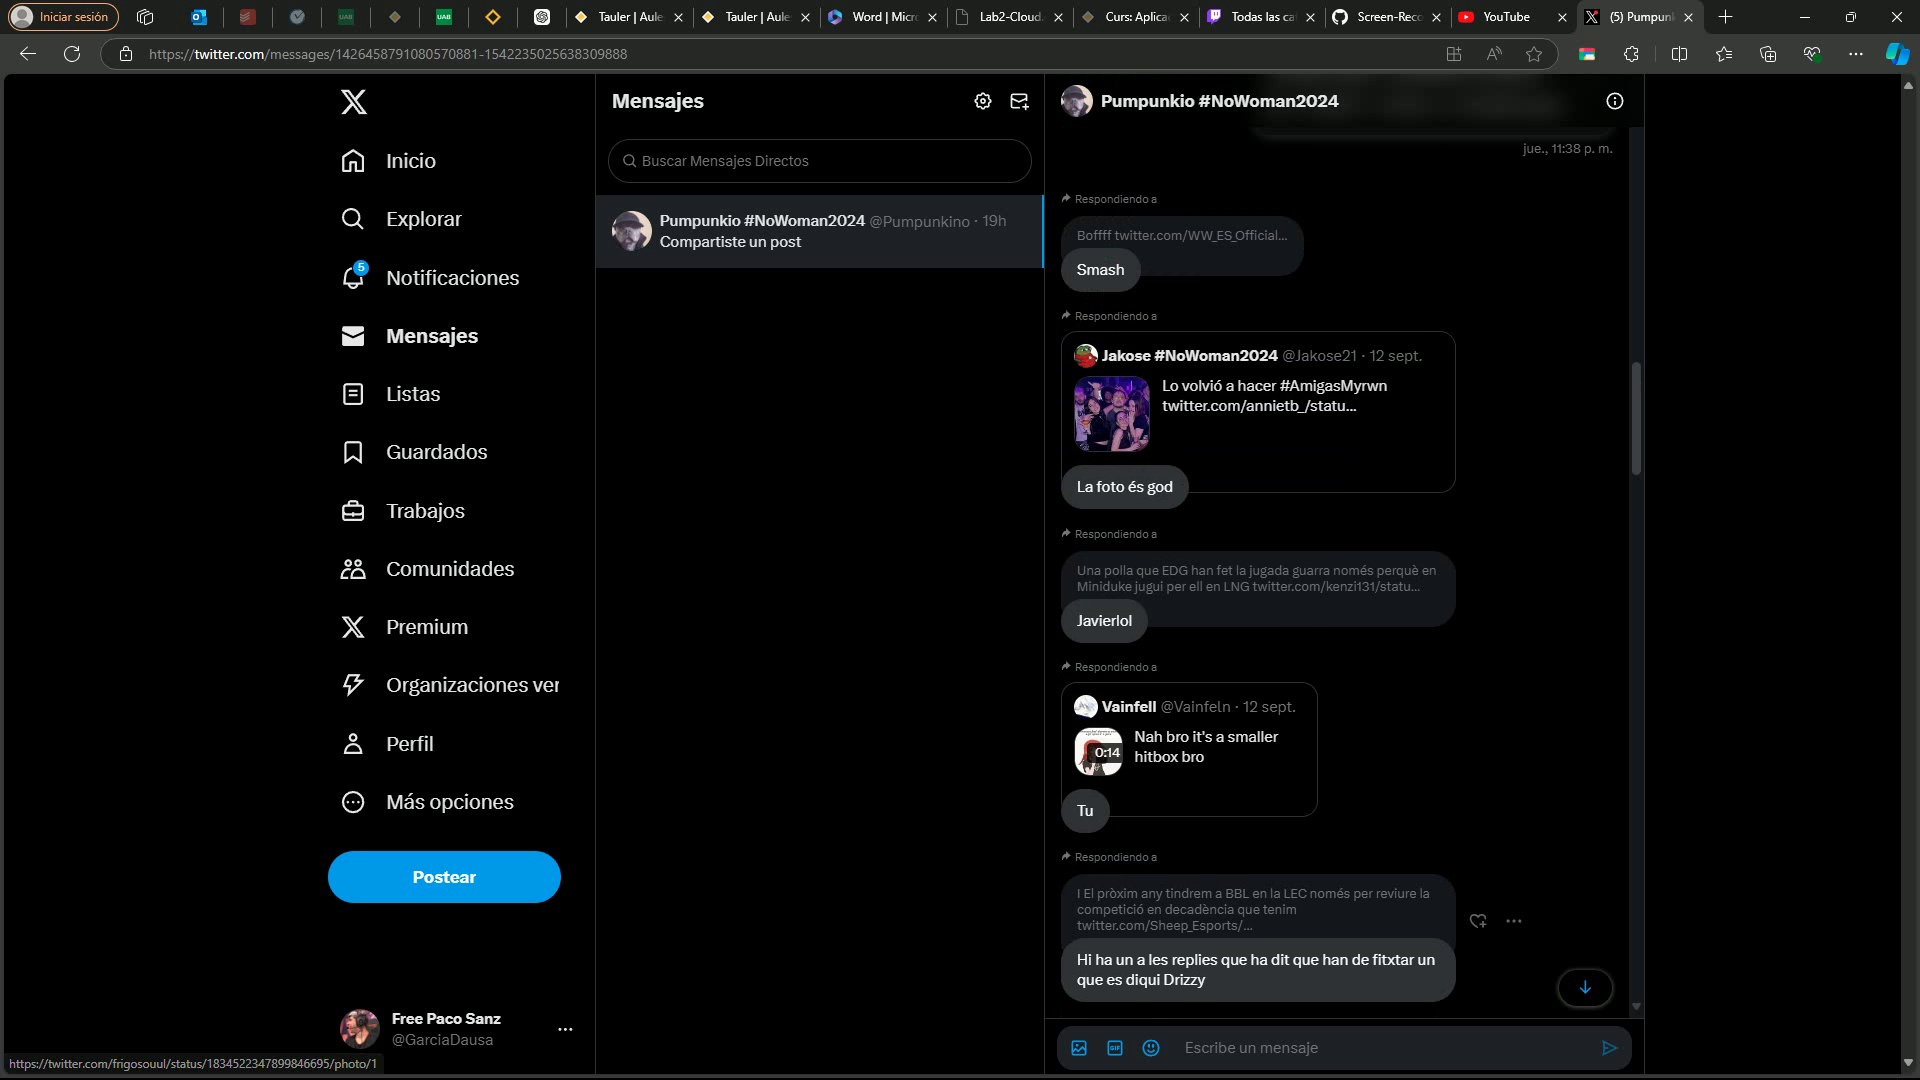 Iniciar sesión
UAB
UAB
Tauler | Aule
Tauler | Aule
Word | Micr
Lab2-Cloud
Curs: Aplica
Todas las ca
Screen-Reco
YouTube
(5) Pumpun
https://twitter.com/messages/1426458791080570881-1542235025638309888
Inicio
Explorar
5
Notificaciones
Mensajes
Listas
Guardados
Trabajos
Comunidades
Premium
Organizaciones ver
Perfil
Más opciones
Postear
Free Paco Sanz
@GarciaDausa
https://twitter.com/frigosouul/status/1834522347899846695/photo/1
Mensajes
Buscar Mensajes Directos
Pumpunkio #NoWoman2024 @Pumpunkino · 19h
Compartiste un post
Pumpunkio #NoWoman2024
jue., 11:38 p. m.
Respondiendo a
Boffff twitter.com/WW_ES_Official...
Smash
Respondiendo a
Jakose #NoWoman2024 @Jakose21 · 12 sept.
Lo volvió a hacer #AmigasMyrwn
twitter.com/annietb_/statu...
La foto és god
Respondiendo a
Una polla que EDG han fet la jugada guarra només perquè en
Miniduke jugui per ell en LNG twitter.com/kenzi131/statu...
Javierlol
Respondiendo a
Vainfell @Vainfeln · 12 sept.
0:14
Nah bro it's a smaller
hitbox bro
Tu
Respondiendo a
I El pròxim any tindrem a BBL en la LEC només per reviure la
competició en decadència que tenim
twitter.com/Sheep_Esports/...
Hi ha un a les replies que ha dit que han de fitxtar un
que es diqui Drizzy
GIF
Escribe un mensaje